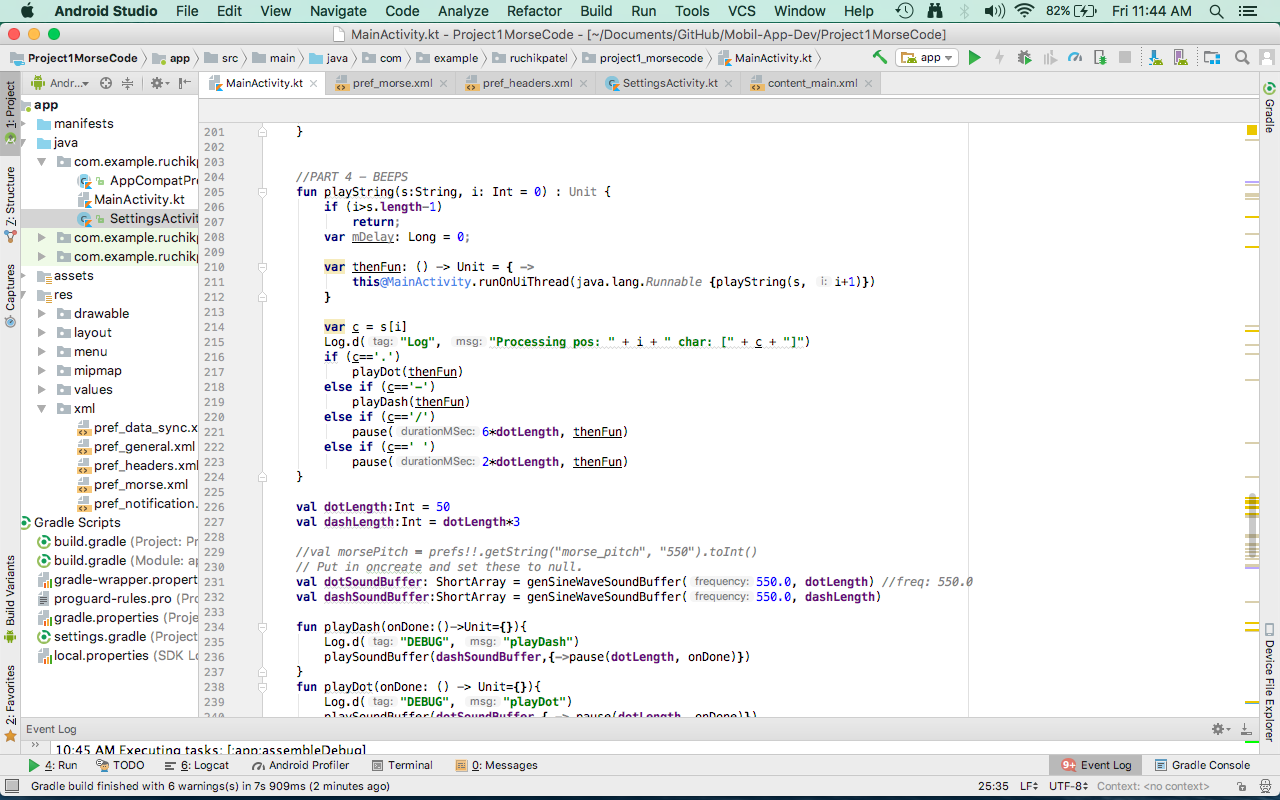 Android Studio File Edit View Navigate Code Analyze Refactor Build Run Tools VCS Window Help 82% Fri 11:44 AM
MainActivity.kt - Project1MorseCode - [~/Documents/GitHub/Mobil-App-Dev/Project1MorseCode]
Project1MorseCode app src main java com example ruchikpatel project1_morsecode MainActivity.kt app
Andr... MainActivity.kt pref_morse.xml pref_headers.xml SettingsActivity.kt content_main.xml
1: Project
Z: Structure
Captures
Build Variants
2: Favorites
app
manifests
java
com.example.ruchikp
AppCompatPr
MainActivity.kt
SettingsActivit
com.example.ruchikp
com.example.ruchikp
assets
res
drawable
layout
menu
mipmap
values
xml
pref_data_sync.x
pref_general.xml
pref_headers.xml
pref_morse.xml
pref_notification.
Gradle Scripts
build.gradle (Project: Pr
build.gradle (Module: ap
gradle-wrapper.propert
proguard-rules.pro (Pro
gradle.properties (Proje
settings.gradle (Project
local.properties (SDK Lo
201 }
202
203
204 //PART 4 - BEEPS
205 fun playString(s:String, i: Int = 0) : Unit {
206 if (i>s.length-1)
207 return;
208 var mDelay: Long = 0;
209
210 var thenFun: () -> Unit = { ->
211 this@MainActivity.runOnUiThread(java.lang.Runnable {playString(s, i: i+1)})
212 }
213
214 var c = s[i]
215 Log.d( tag: "Log", msg: "Processing pos: " + i + " char: [" + c + "]")
216 if (c=='.')
217 playDot(thenFun)
218 else if (c=='-')
219 playDash(thenFun)
220 else if (c=='/')
221 pause( durationMSec: 6*dotLength, thenFun)
222 else if (c==' ')
223 pause( durationMSec: 2*dotLength, thenFun)
224 }
225
226 val dotLength:Int = 50
227 val dashLength:Int = dotLength*3
228
229 //val morsePitch = prefs!!.getString("morse_pitch", "550").toInt()
230 // Put in oncreate and set these to null.
231 val dotSoundBuffer: ShortArray = genSineWaveSoundBuffer( frequency: 550.0, dotLength) //freq: 550.0
232 val dashSoundBuffer:ShortArray = genSineWaveSoundBuffer( frequency: 550.0, dashLength)
233
234 fun playDash(onDone:()->Unit={}){
235 Log.d( tag: "DEBUG", msg: "playDash")
236 playSoundBuffer(dashSoundBuffer,{->pause(dotLength, onDone)})
237 }
238 fun playDot(onDone: () -> Unit={}){
239 Log.d( tag: "DEBUG", msg: "playDot")
240 playSoundBuffer(dotSoundBuffer,{ -> pause(dotLength, onDone)})
Gradle
Device File Explorer
Event Log
10:45 AM Executing tasks: [:app:assembleDebug]
4: Run TODO 6: Logcat Android Profiler Terminal 0: Messages 9+ Event Log Gradle Console
Gradle build finished with 6 warnings(s) in 7s 909ms (2 minutes ago) 25:35 LF UTF-8 Context: <no context>